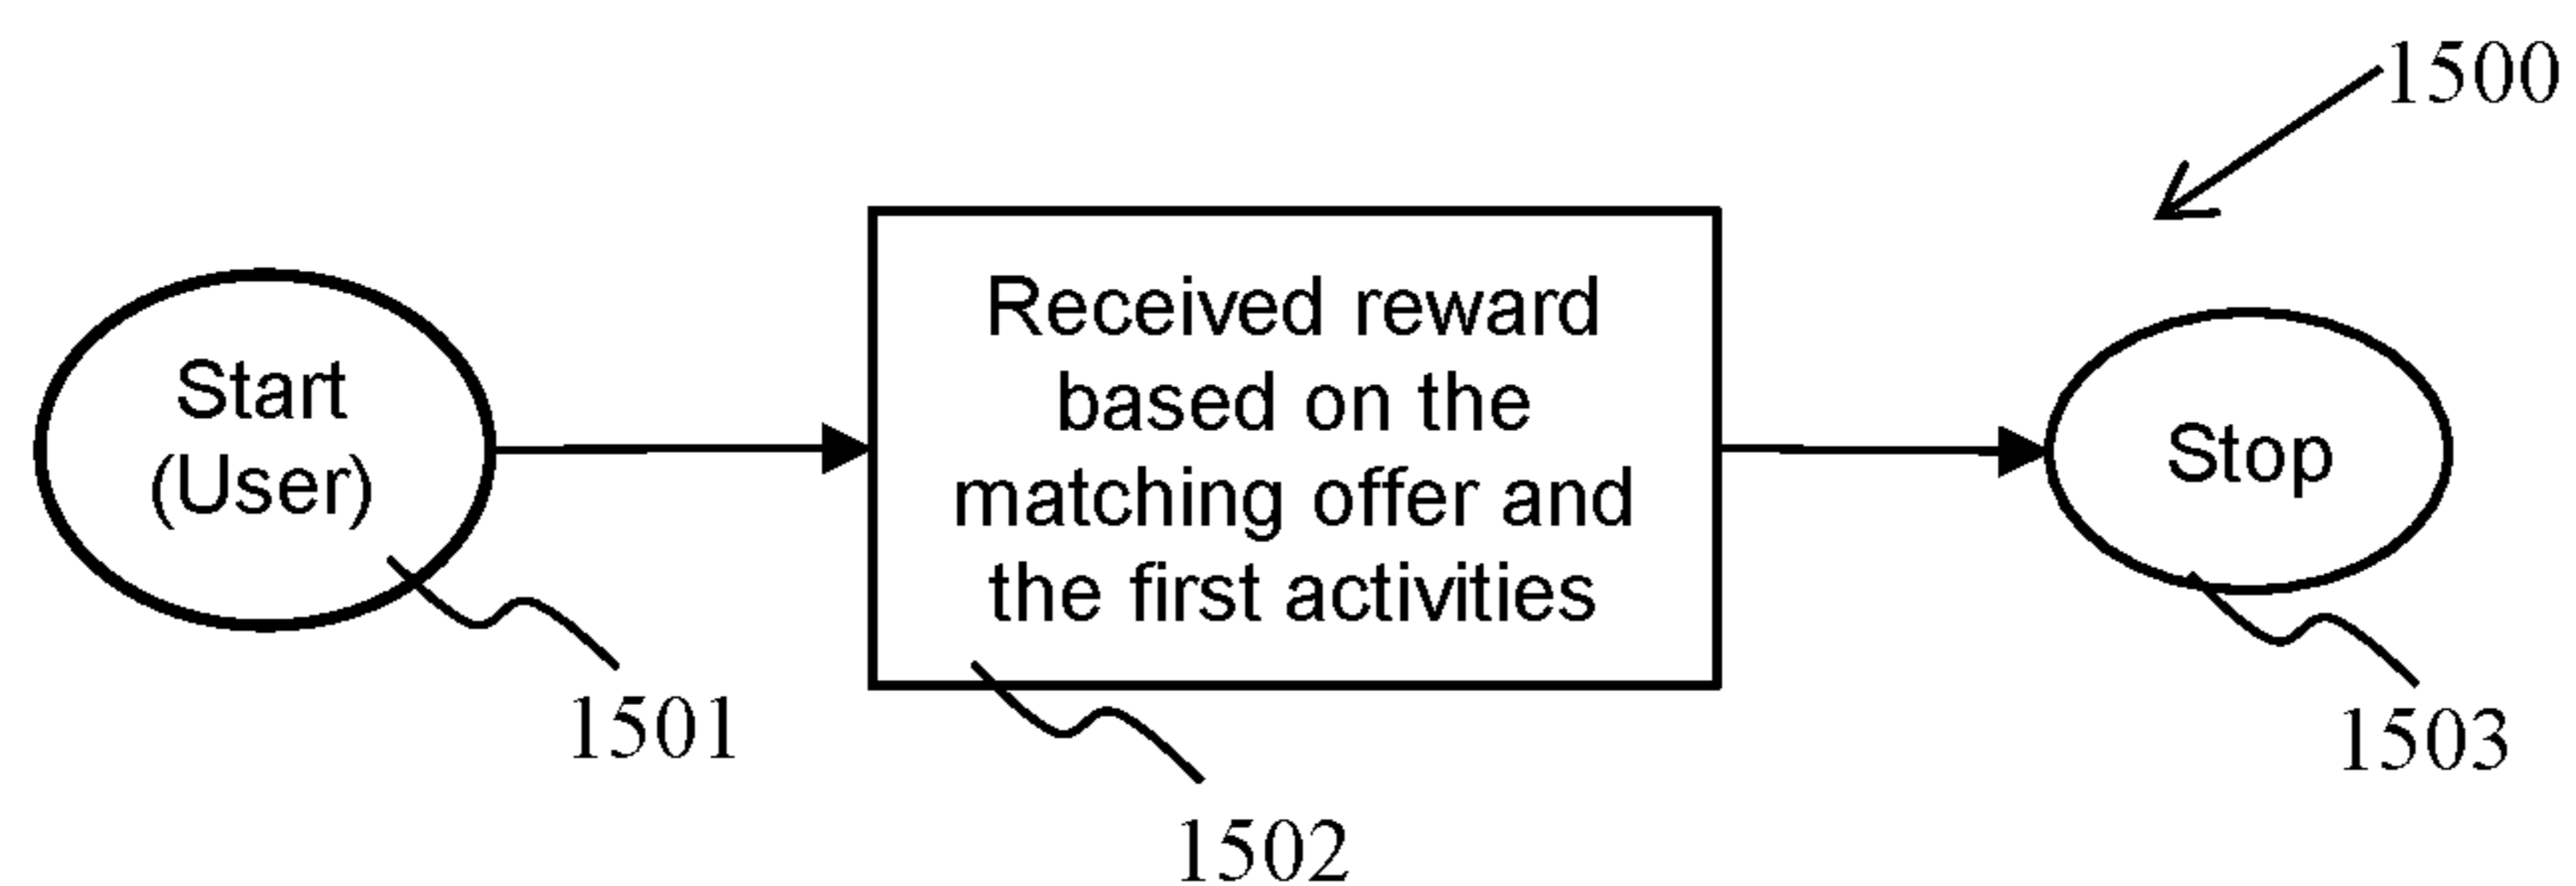 1500
Start
(User)
Received reward
based on the
matching offer and
the first activities
Stop
1501
1502
1503